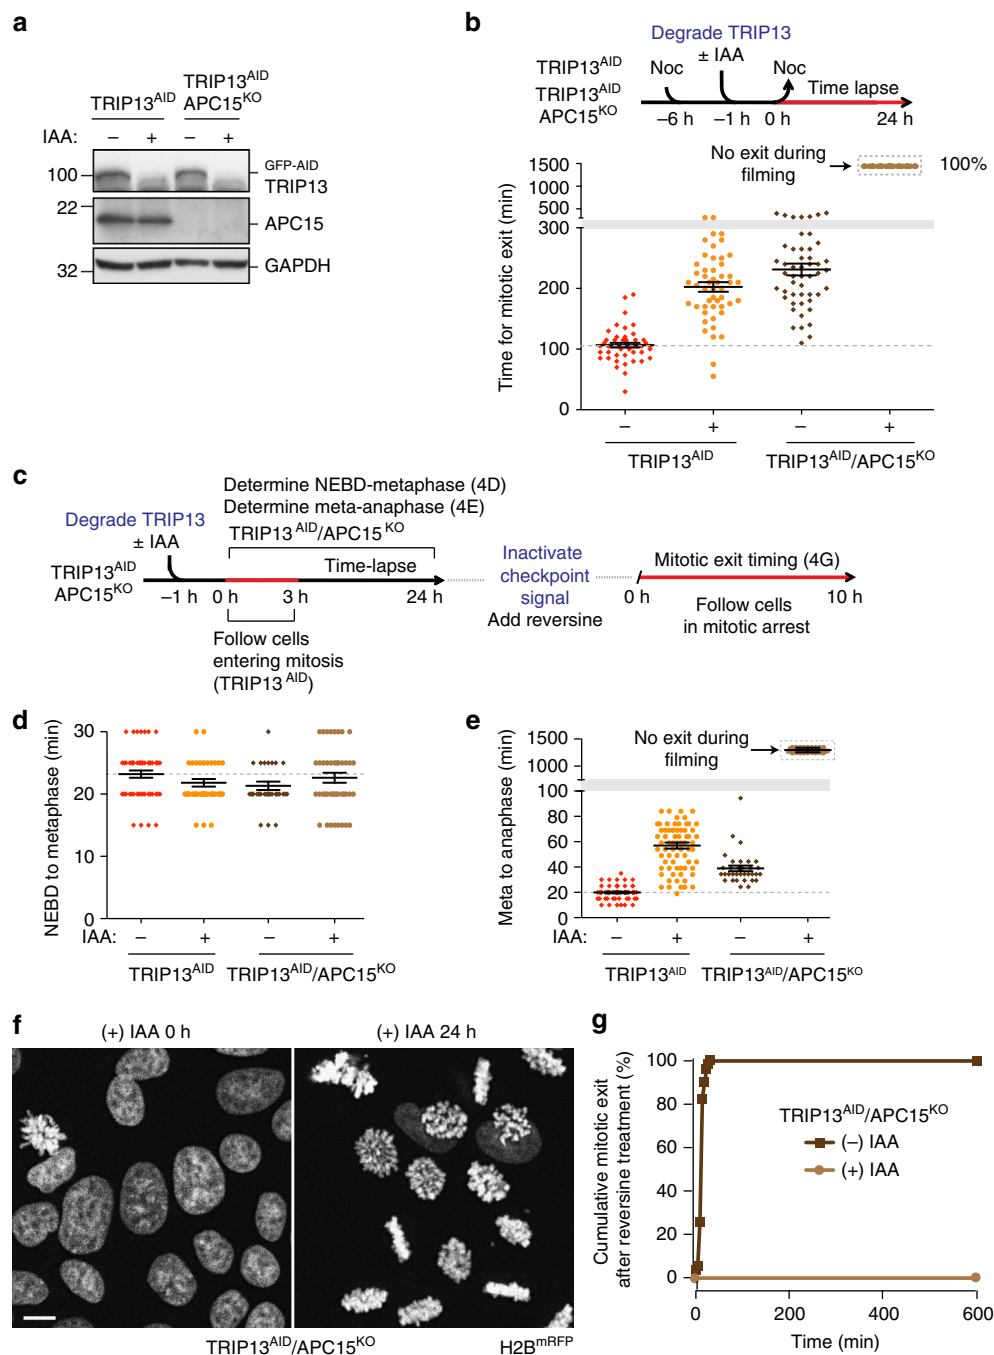 a
TRIP13AID
TRIP13AID
APC15KO
IAA:
– + – +
100
GFP-AID
TRIP13
22
APC15
32
GAPDH
b
Degrade TRIP13
± IAA
TRIP13AID
TRIP13AID
APC15KO
Noc
Noc
Time lapse
–6 h
–1 h
0 h
24 h
No exit during
filming
100%
Time for mitotic exit (min)
1500
1000
500
300
200
100
0
– + – +
TRIP13AID
TRIP13AID/APC15KO
c
Determine NEBD-metaphase (4D)
Determine meta-anaphase (4E)
TRIP13AID/APC15KO
Degrade TRIP13
± IAA
TRIP13AID
APC15KO
Time-lapse
–1 h
0 h
3 h
24 h
Follow cells
entering mitosis
(TRIP13AID)
Inactivate
checkpoint
signal
Add reversine
Mitotic exit timing (4G)
0 h
10 h
Follow cells
in mitotic arrest
d
NEBD to metaphase (min)
30
20
10
0
IAA: – + – +
TRIP13AID
TRIP13AID/APC15KO
e
No exit during
filming
Meta to anaphase (min)
1500
1000
100
80
60
40
20
0
IAA: – + – +
TRIP13AID
TRIP13AID/APC15KO
f
(+) IAA 0 h
(+) IAA 24 h
TRIP13AID/APC15KO
H2BmRFP
g
Cumulative mitotic exit
after reversine treatment (%)
100
80
60
40
20
0
TRIP13AID/APC15KO
(–) IAA
(+) IAA
0 200 400 600
Time (min)